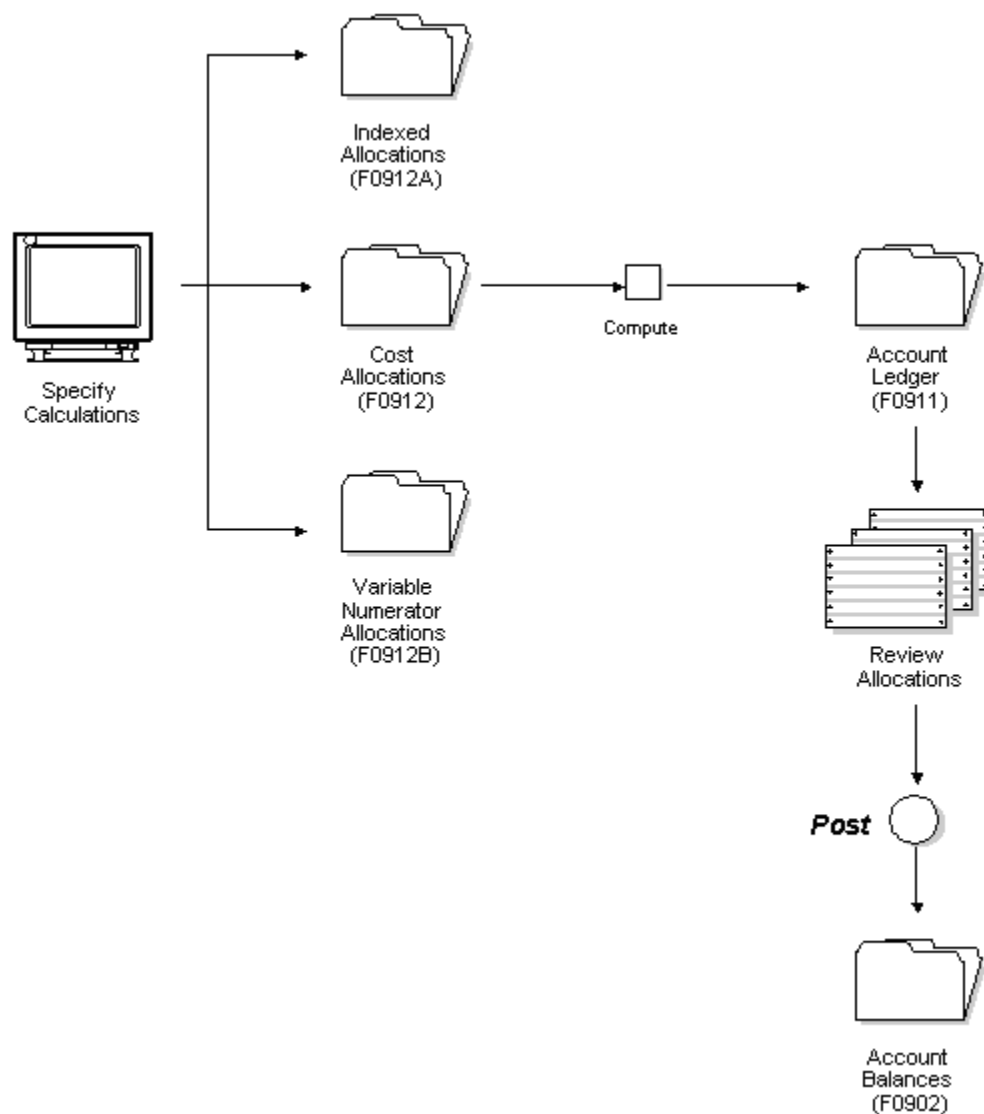 Indexed
Allocations
(F0912A)
Specify
Calculations
Cost
Allocations
(F0912)
Compute
Account
Ledger
(F0911)
Variable
Numerator
Allocations
(F0912B)
Review
Allocations
Post
Account
Balances
(F0902)